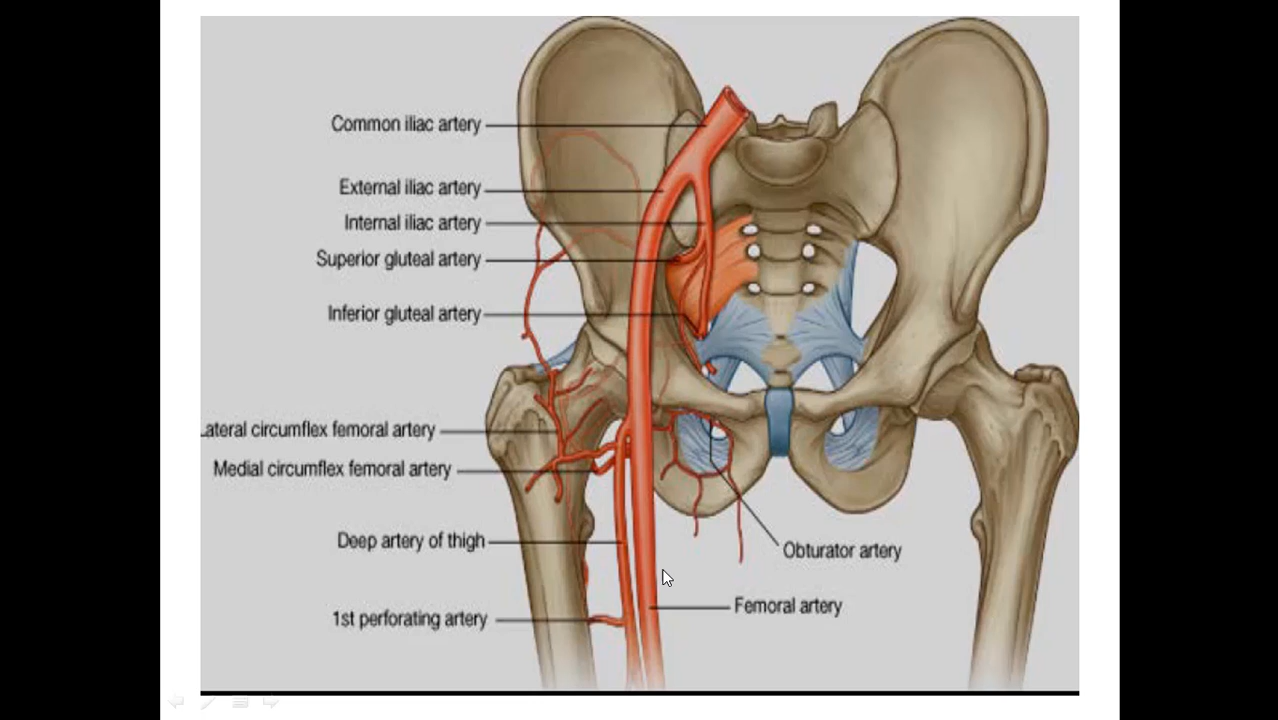 Common iliac artery
External iliac artery
Internal iliac artery
Superior gluteal artery
Inferior gluteal artery
ateral circumflex femoral artery
Medial circumflex femoral artery
Deep artery of thigh
Obturator artery
Femoral artery
1st perforating artery